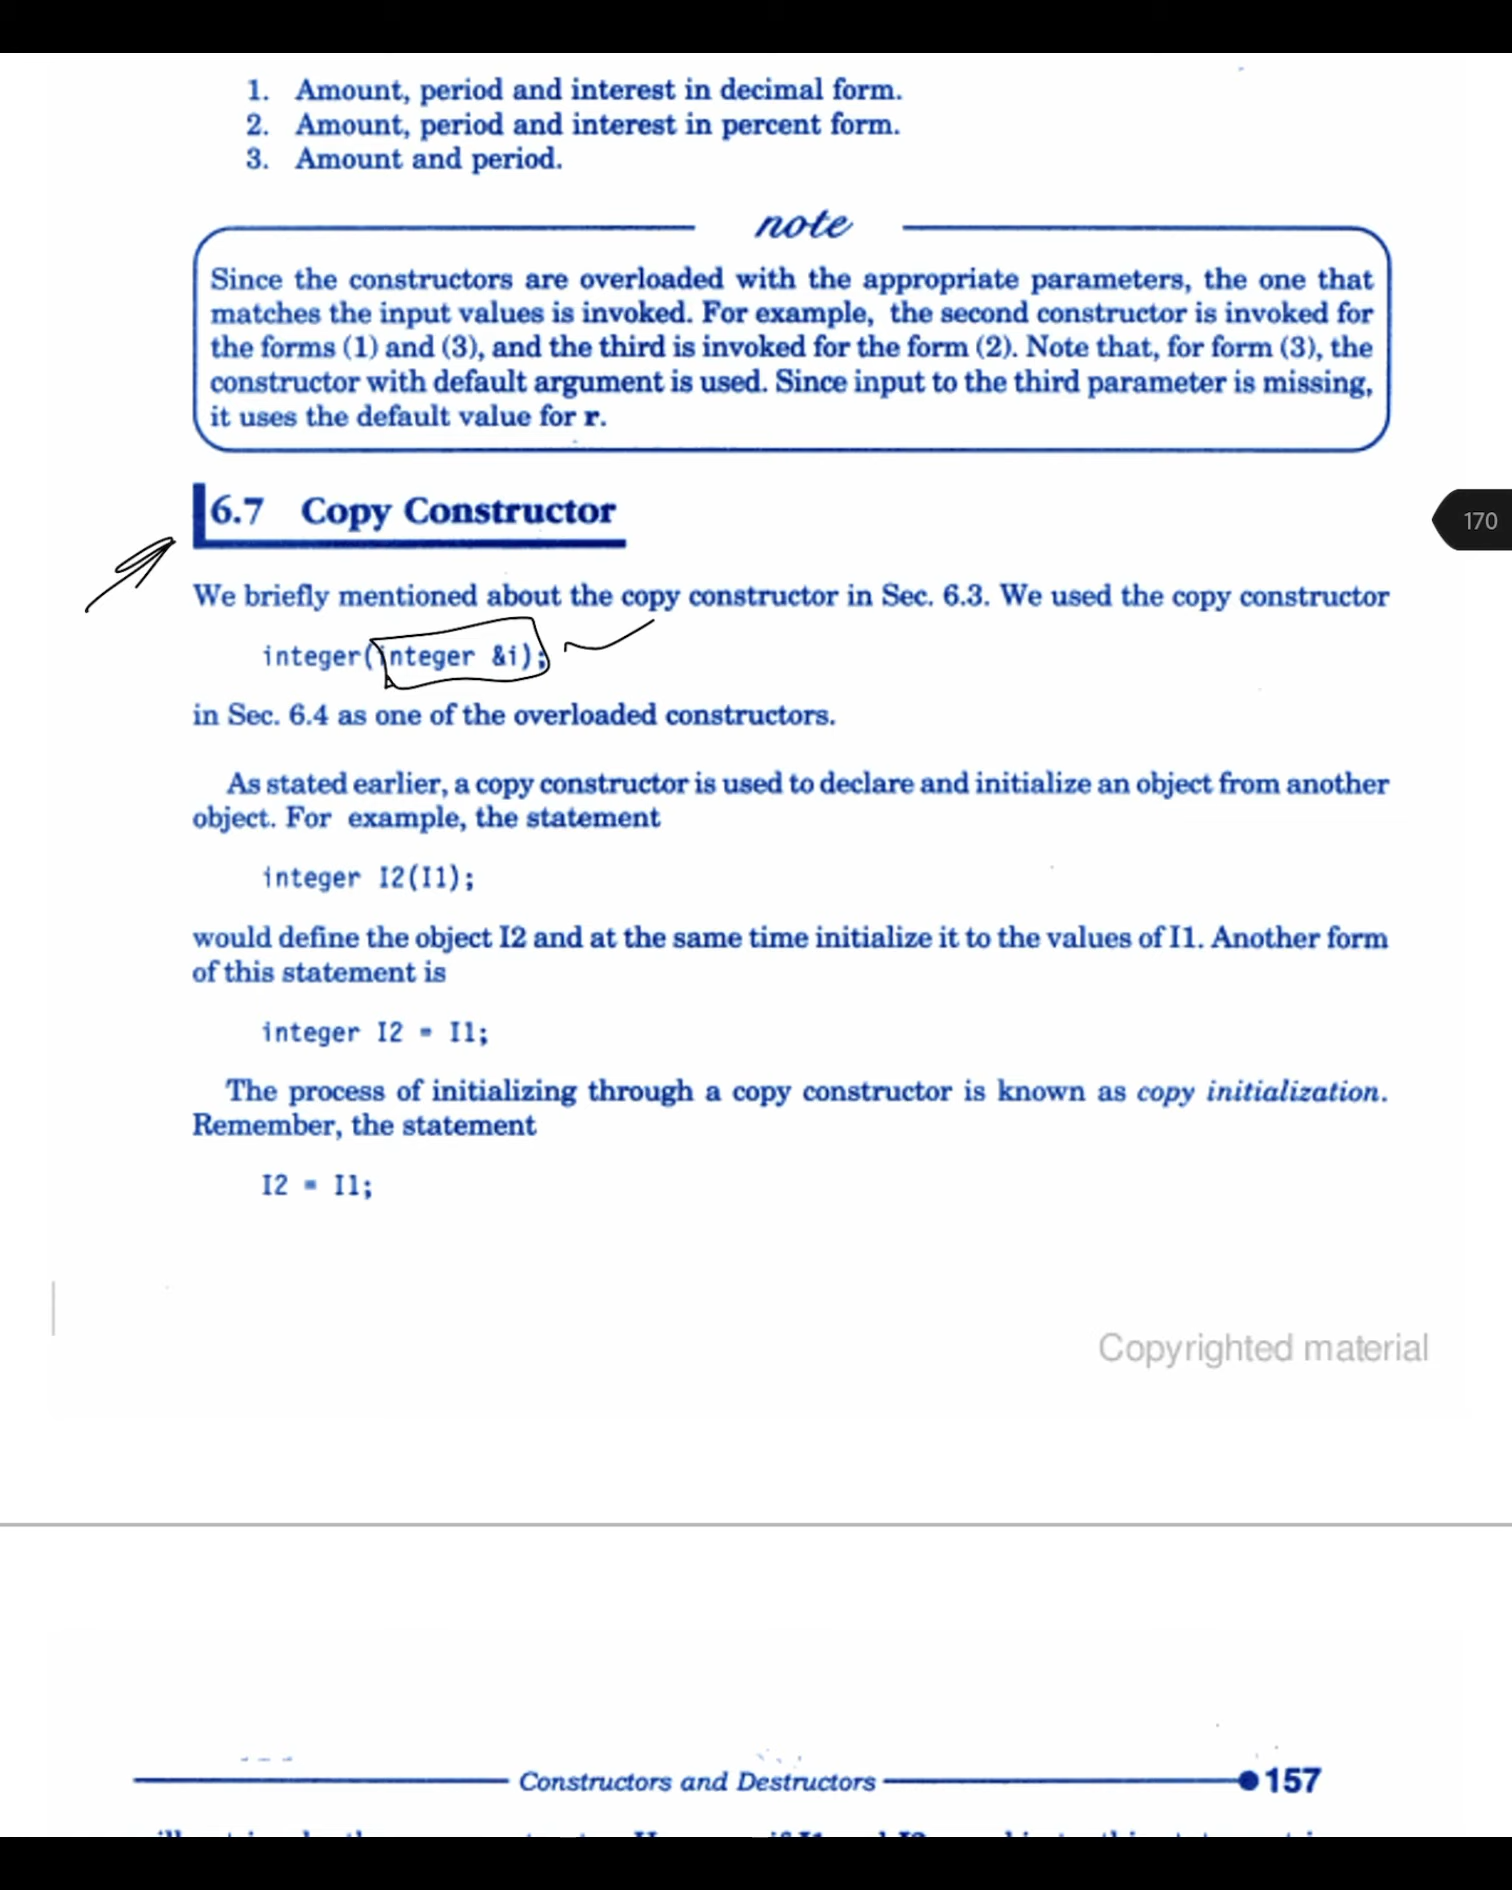 1. Amount, period and interest in decimal form.
2. Amount, period and interest in percent form.
3. Amount and period.
note
Since the constructors are overloaded with the appropriate parameters, the one that
matches the input values is invoked. For example, the second constructor is invoked for
the forms (1) and (3), and the third is invoked for the form (2). Note that, for form (3), the
constructor with default argument is used. Since input to the third parameter is missing,
it uses the default value for r.
6.7 Copy Constructor
170
We briefly mentioned about the copy constructor in Sec. 6.3. We used the copy constructor
integer(integer &i);
in Sec. 6.4 as one of the overloaded constructors.
As stated earlier, a copy constructor is used to declare and initialize an object from another
object. For example, the statement
integer I2(I1);
would define the object I2 and at the same time initialize it to the values of I1. Another form
of this statement is
integer I2 = I1;
The process of initializing through a copy constructor is known as copy initialization.
Remember, the statement
I2 = I1;
Copyrighted material
Constructors and Destructors 157